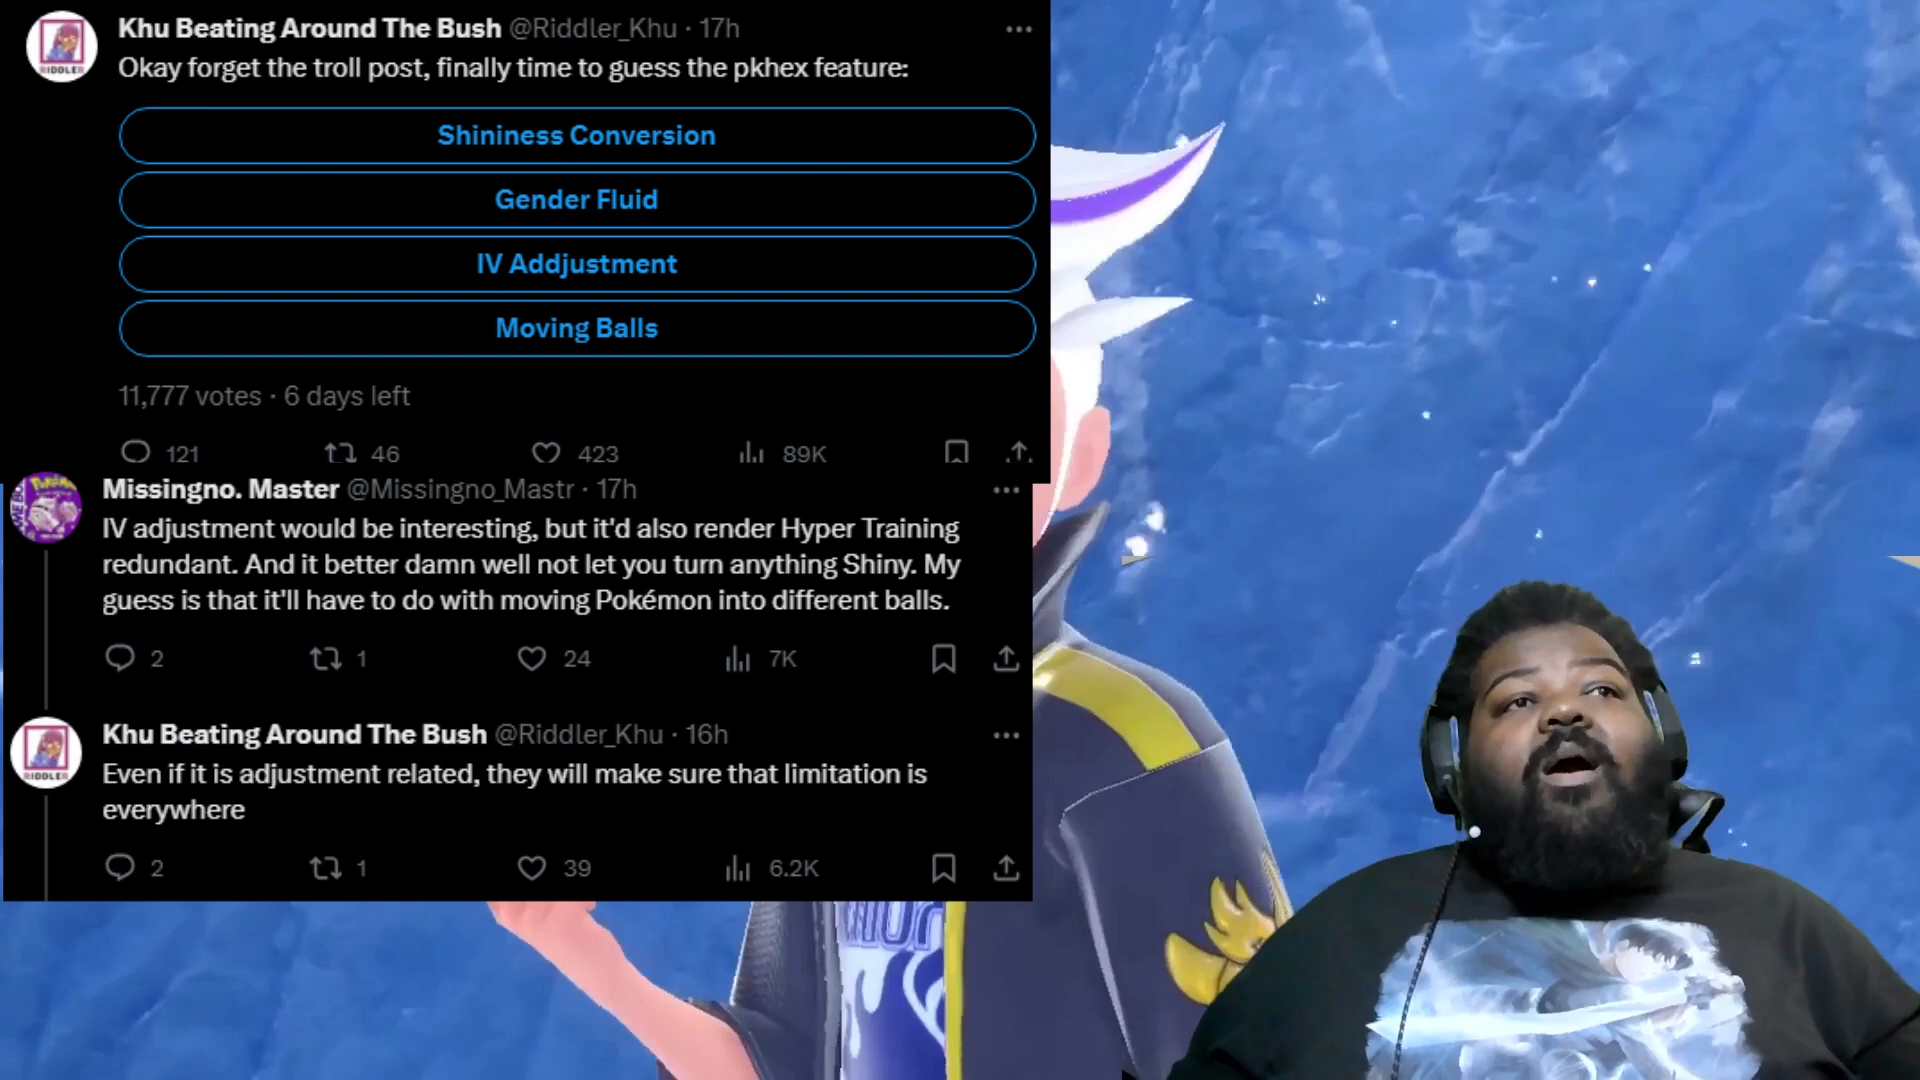 Khu Beating Around The Bush @Riddler_Khu · 17h
Okay forget the troll post, finally time to guess the pkhex feature:
Shininess Conversion
Gender Fluid
IV Addjustment
Moving Balls
11,777 votes · 6 days left
121 46 423 89K
RIDDLER
Missingno. Master @Missingno_Mastr · 17h
IV adjustment would be interesting, but it'd also render Hyper Training
redundant. And it better damn well not let you turn anything Shiny. My
guess is that it'll have to do with moving Pokémon into different balls.
2 1 24 7K
Khu Beating Around The Bush @Riddler_Khu · 16h
Even if it is adjustment related, they will make sure that limitation is
everywhere
2 1 39 6.2K
RIDDLER